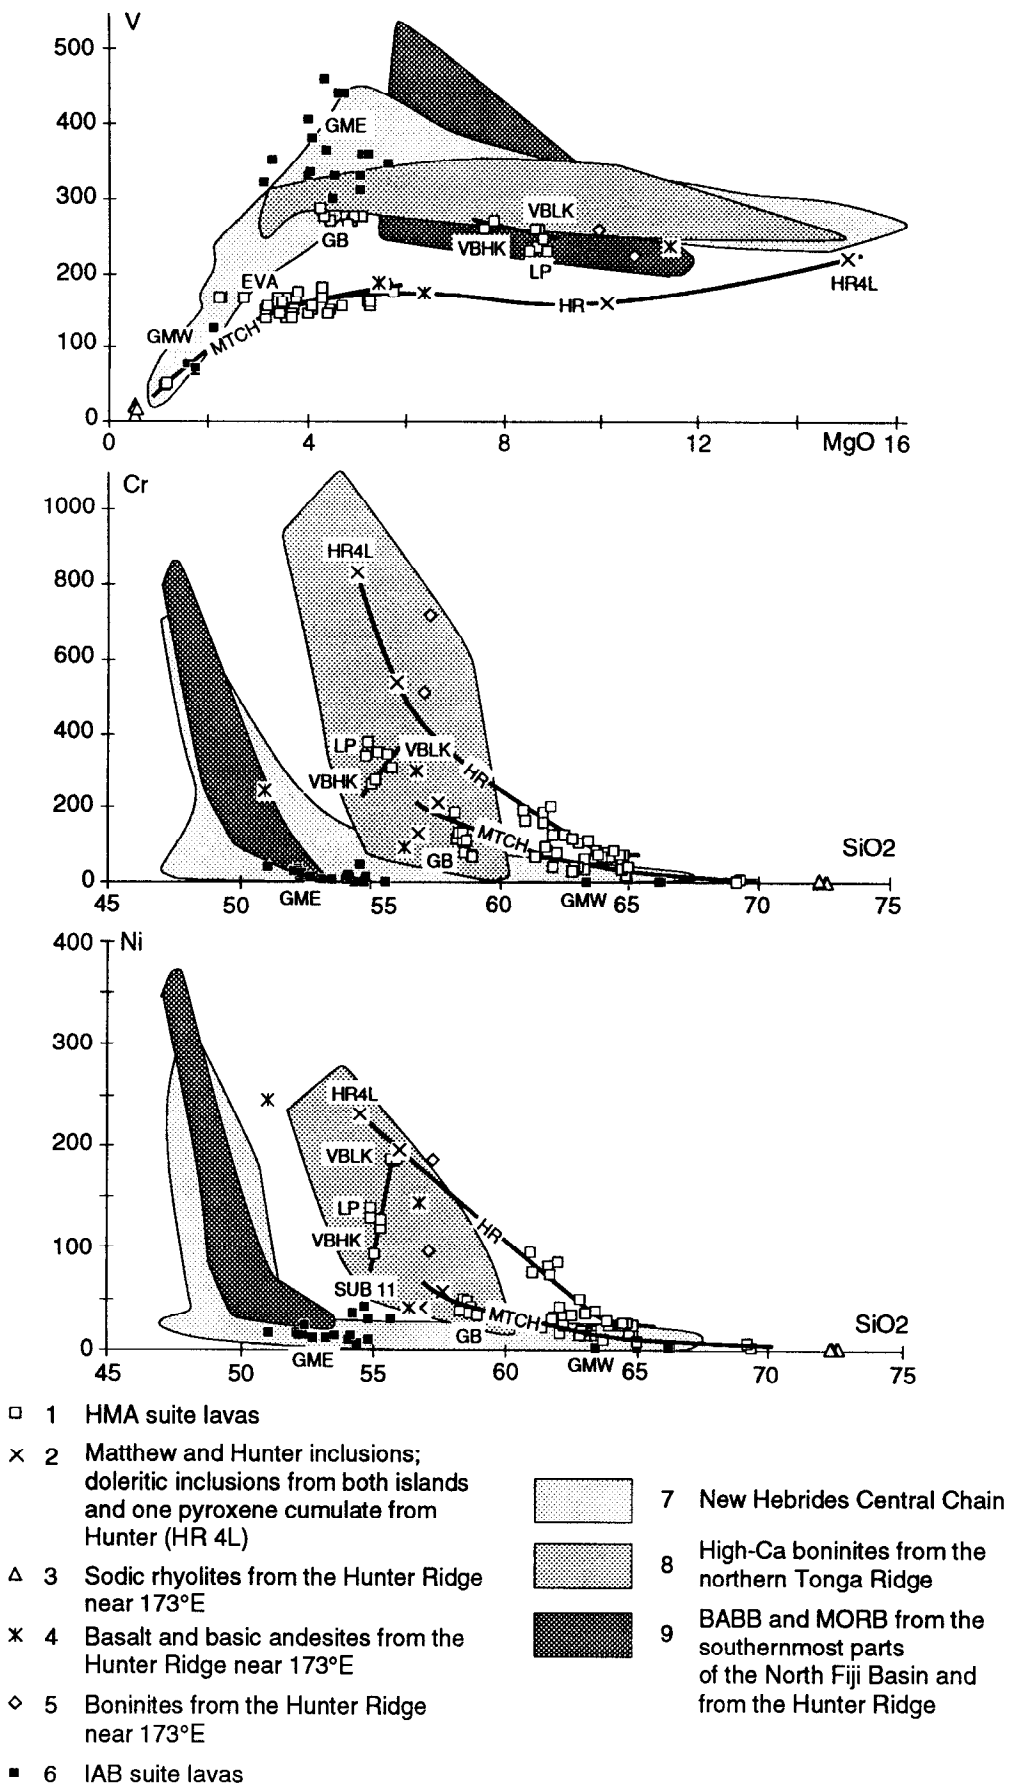 V
500
400
300
200
100
0
GME
GB
EVA
GMW
MTCH
VBLK
VBHK
LP
HR
HR4L
0 4 8 12 MgO 16
Cr
1000
800
600
400
200
0
HR4L
LP
VBLK
VBHK
HR
MTCH
GB
SiO2
GME
GMW
45 50 55 60 65 70 75
Ni
400
300
200
100
0
HR4L
VBLK
LP
VBHK
HR
SUB 11
MTCH
GB
SiO2
GME
GMW
45 50 55 60 65 70 75
1 HMA suite lavas
2 Matthew and Hunter inclusions;
doleritic inclusions from both islands
and one pyroxene cumulate from
Hunter (HR 4L)
3 Sodic rhyolites from the Hunter Ridge
near 173°E
4 Basalt and basic andesites from the
Hunter Ridge near 173°E
5 Boninites from the Hunter Ridge
near 173°E
6 IAB suite lavas
7 New Hebrides Central Chain
8 High-Ca boninites from the
northern Tonga Ridge
9 BABB and MORB from the
southernmost parts
of the North Fiji Basin and
from the Hunter Ridge